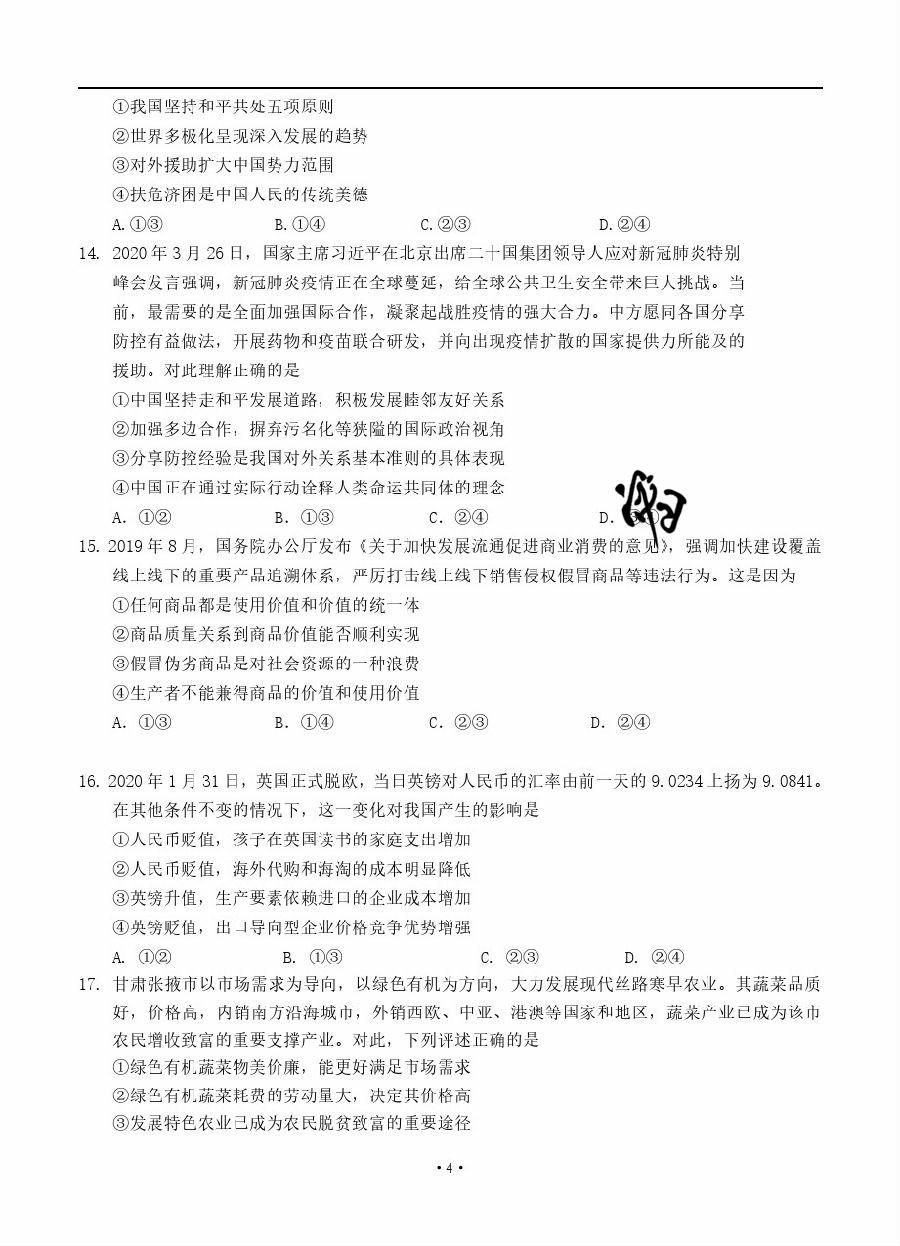 ①我国坚持和平共处五项原则
②世界多极化呈现深入发展的趋势
③对外援助扩大中国势力范围
④扶危济困是中国人民的传统美德
A.①③ B.①④ C.②③ D.②④
14. 2020年3月26日，国家主席习近平在北京出席二十国集团领导人应对新冠肺炎特别
峰会发言强调，新冠肺炎疫情正在全球蔓延，给全球公共卫生安全带来巨大挑战。当
前，最需要的是全面加强国际合作，凝聚起战胜疫情的强大合力。中方愿同各国分享
防控有益做法，开展药物和疫苗联合研发，并向出现疫情扩散的国家提供力所能及的
援助。对此理解正确的是
①中国坚持走和平发展道路，积极发展睦邻友好关系
②加强多边合作，摒弃污名化等狭隘的国际政治视角
③分享防控经验是我国对外关系基本准则的具体表现
④中国正在通过实际行动诠释人类命运共同体的理念
A. ①② B. ①③ C. ②④ D. ③④
15. 2019年8月，国务院办公厅发布《关于加快发展流通促进商业消费的意见》，强调加快建设覆盖
线上线下的重要产品追溯体系，严厉打击线上线下销售侵权假冒商品等违法行为。这是因为
①任何商品都是使用价值和价值的统一体
②商品质量关系到商品价值能否顺利实现
③假冒伪劣商品是对社会资源的一种浪费
④生产者不能兼得商品的价值和使用价值
A. ①③ B. ①④ C. ②③ D. ②④
16. 2020年1月31日，英国正式脱欧，当日英镑对人民币的汇率由前一天的9.0234上扬为9.0841。
在其他条件不变的情况下，这一变化对我国产生的影响是
①人民币贬值，孩子在英国读书的家庭支出增加
②人民币贬值，海外代购和海淘的成本明显降低
③英镑升值，生产要素依赖进口的企业成本增加
④英镑贬值，出口导向型企业价格竞争优势增强
A. ①② B. ①③ C. ②③ D. ②④
17. 甘肃张掖市以市场需求为导向，以绿色有机为方向，大力发展现代丝路寒旱农业。其蔬菜品质
好，价格高，内销南方沿海城市，外销西欧、中亚、港澳等国家和地区，蔬菜产业已成为该市
农民增收致富的重要支撑产业。对此，下列评述正确的是
①绿色有机蔬菜物美价廉，能更好满足市场需求
②绿色有机蔬菜耗费的劳动量大，决定其价格高
③发展特色农业已成为农民脱贫致富的重要途径
·4·